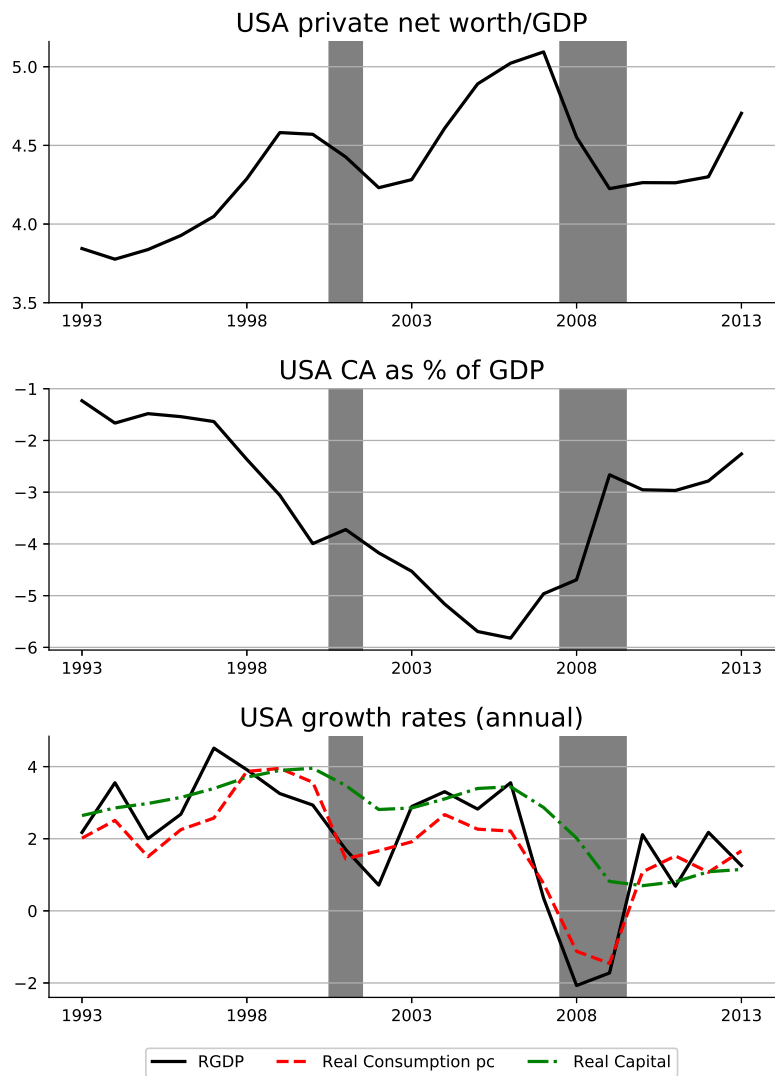 USA private net worth/GDP
5.0
4.5
4.0
3.5
1993 1998 2003 2008 2013
USA CA as % of GDP
−1
−2
−3
−4
−5
−6
1993 1998 2003 2008 2013
USA growth rates (annual)
4
2
0
−2
1993 1998 2003 2008 2013
RGDP Real Consumption pc Real Capital